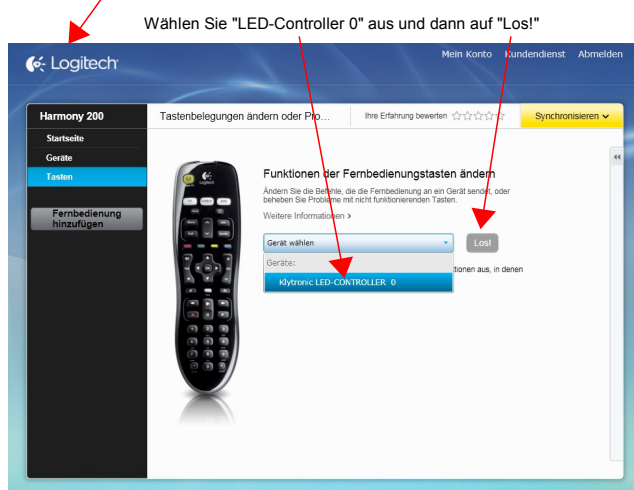 Wählen Sie "LED-Controller 0" aus und dann auf "Los!"
Logitech
Mein Konto Kundendienst Abmelden
Harmony 200
Tastenbelegungen ändern oder Pro...
Ihre Erfahrung bewerten
Synchronisieren
Startseite
Geräte
Tasten
Fernbedienung
hinzufügen
Funktionen der Fernbedienungstasten ändern
Ändern Sie die Befehle, die die Fernbedienung an ein Gerät sendet, oder
beheben Sie Probleme mit nicht funktionierenden Tasten.
Weitere Informationen >
Gerät wählen
Los!
Geräte:
tionen aus, in denen
Klytronic LED-CONTROLLER 0